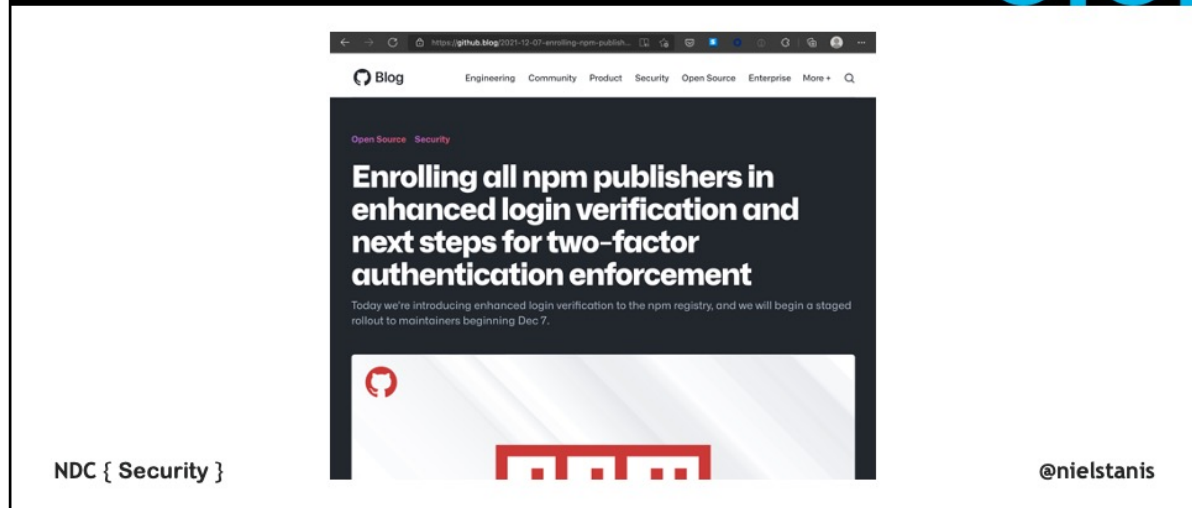 https://github.blog/2021-12-07-enrolling-npm-publish...
Blog
Engineering Community Product Security Open Source Enterprise More +
Open Source Security
Enrolling all npm publishers in
enhanced login verification and
next steps for two-factor
authentication enforcement
Today we're introducing enhanced login verification to the npm registry, and we will begin a staged
rollout to maintainers beginning Dec 7.
NDC { Security }
@nielstanis